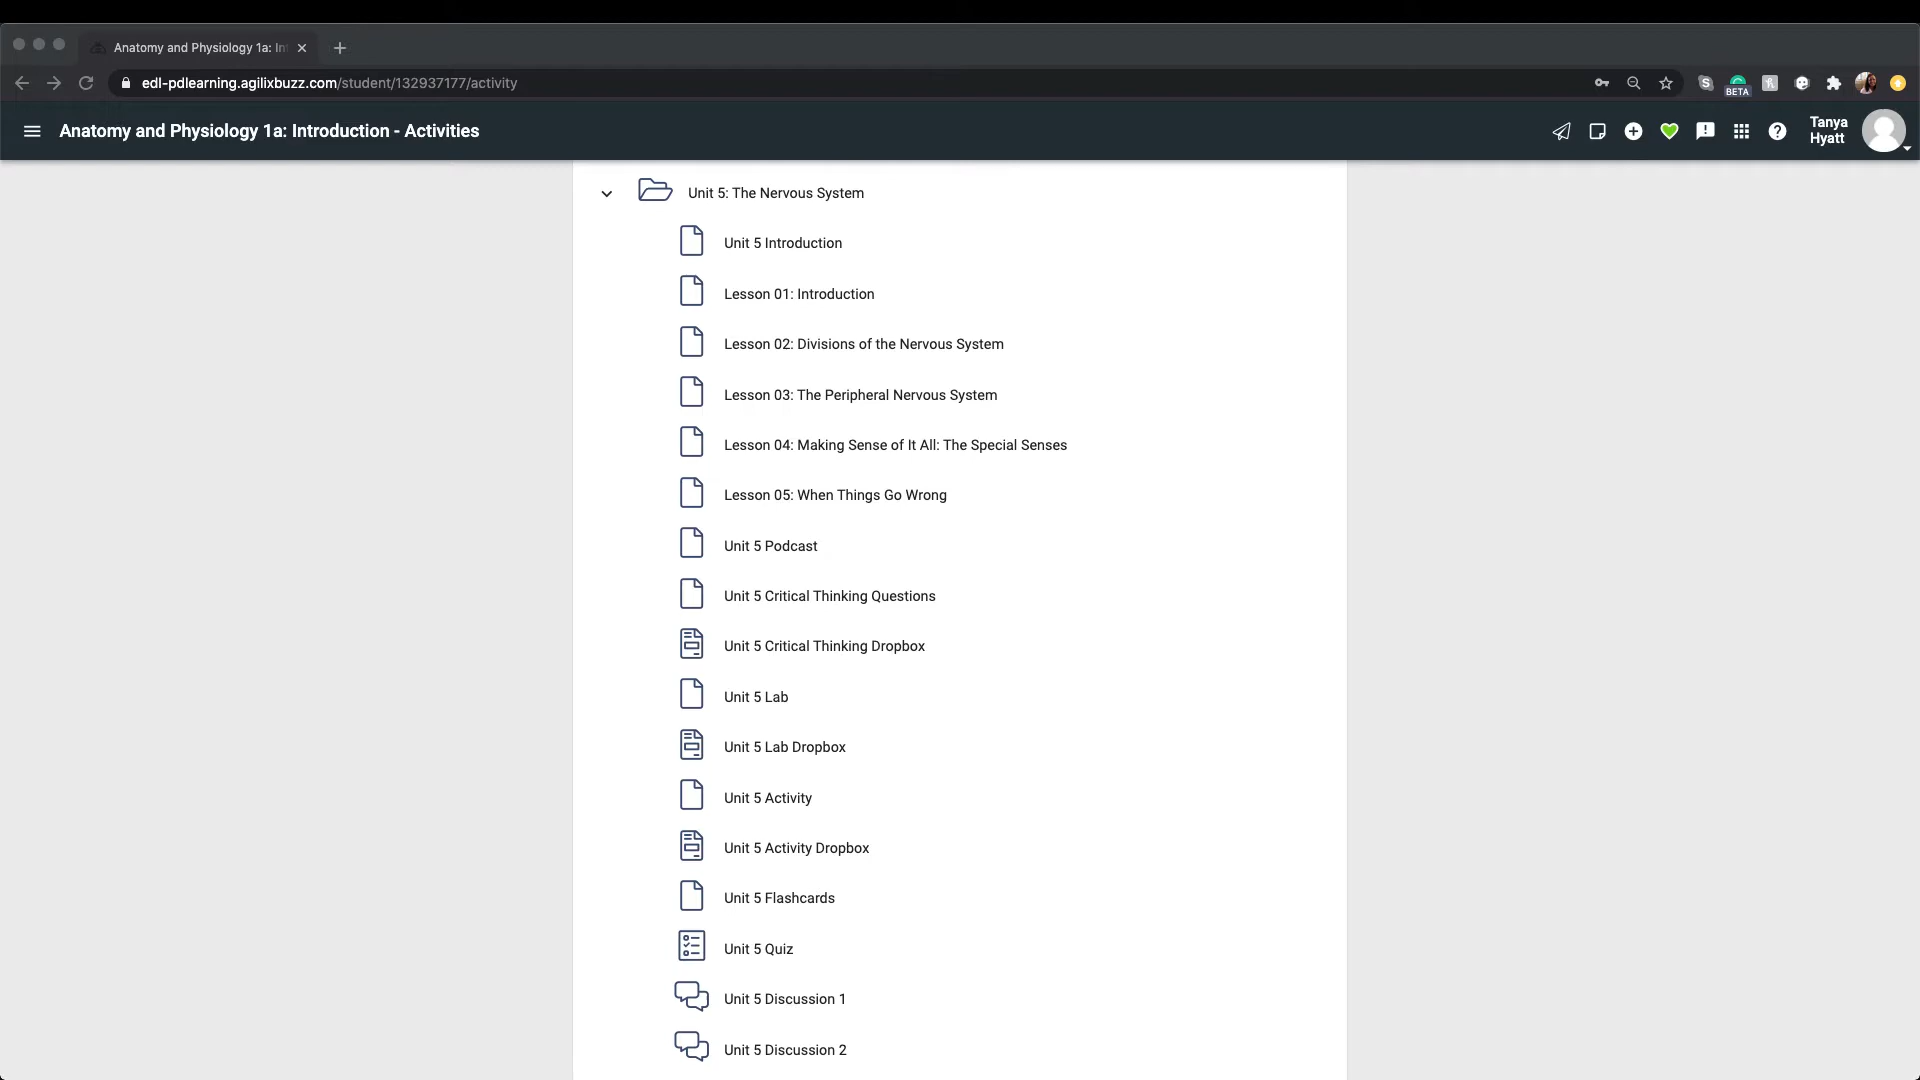 Anatomy and Physiology 1a: In
edl-pdlearning.agilixbuzz.com/student/132937177/activity
BETA
Anatomy and Physiology 1a: Introduction - Activities
Tanya
Hyatt
Unit 5: The Nervous System
Unit 5 Introduction
Lesson 01: Introduction
Lesson 02: Divisions of the Nervous System
Lesson 03: The Peripheral Nervous System
Lesson 04: Making Sense of It All: The Special Senses
Lesson 05: When Things Go Wrong
Unit 5 Podcast
Unit 5 Critical Thinking Questions
Unit 5 Critical Thinking Dropbox
Unit 5 Lab
Unit 5 Lab Dropbox
Unit 5 Activity
Unit 5 Activity Dropbox
Unit 5 Flashcards
Unit 5 Quiz
Unit 5 Discussion 1
Unit 5 Discussion 2